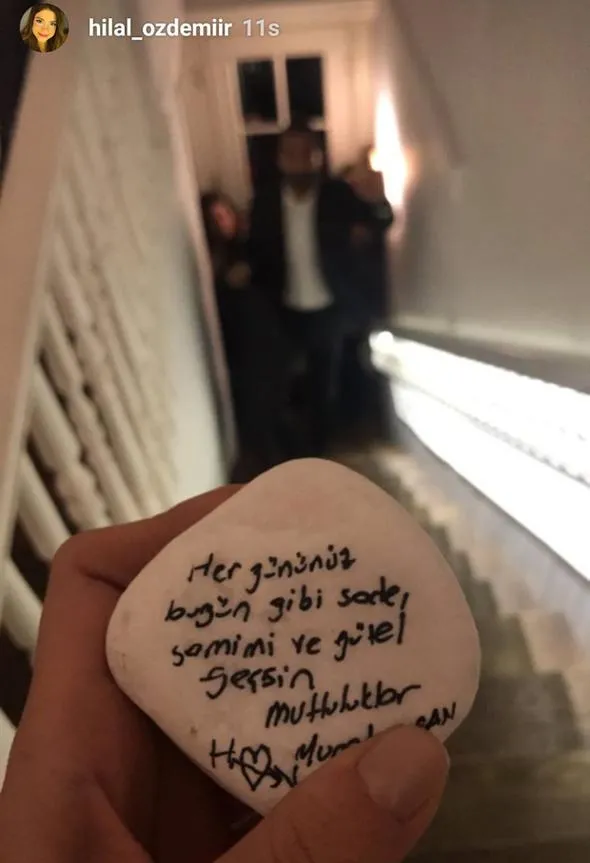 hilal_ozdemiir 11s
Her gününüz
bugün gibi sade,
samimi ve güzel
geçsin
mutluluklar
H